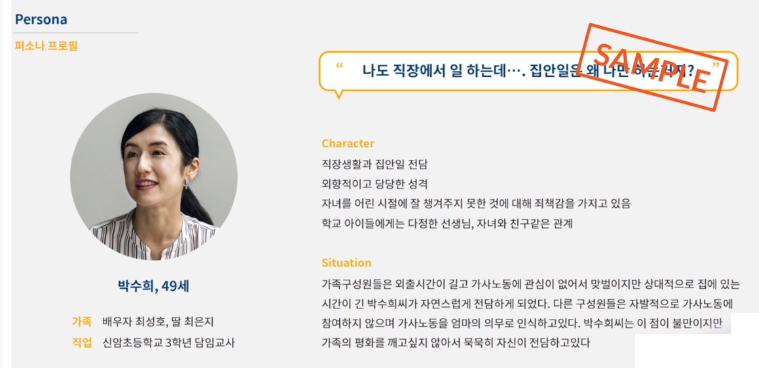 Persona
퍼소나 프로필
“ 나도 직장에서 일 하는데…. 집안일은 왜 나만 하는거지? ”
SAMPLE
Character
직장생활과 집안일 전담
외향적이고 당당한 성격
자녀를 어린 시절에 잘 챙겨주지 못한 것에 대해 죄책감을 가지고 있음
학교 아이들에게는 다정한 선생님, 자녀와 친구같은 관계
Situation
가족구성원들은 외출시간이 길고 가사노동에 관심이 없어서 맞벌이지만 상대적으로 집에 있는
시간이 긴 박수희씨가 자연스럽게 전담하게 되었다. 다른 구성원들은 자발적으로 가사노동에
참여하지 않으며 가사노동을 엄마의 의무로 인식하고있다. 박수희씨는 이 점이 불만이지만
가족의 평화를 깨고싶지 않아서 묵묵히 자신이 전담하고있다
박수희, 49세
가족 배우자 최성호, 딸 최은지
직업 신암초등학교 3학년 담임교사